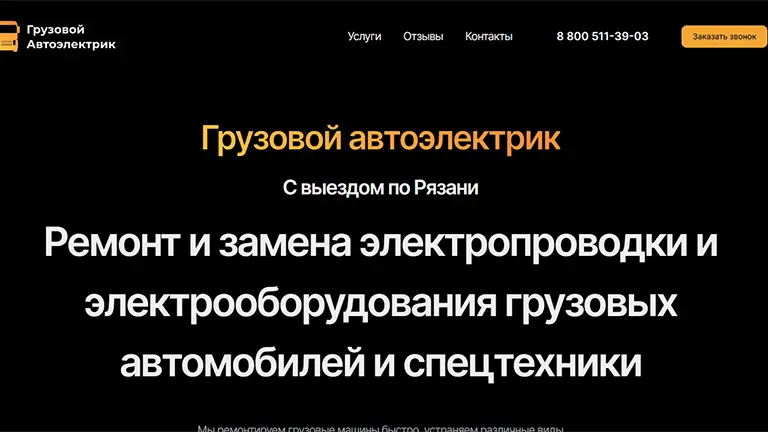 Грузовой
Автоэлектрик
Услуги Отзывы Контакты 8 800 511-39-03 Заказать звонок
Грузовой автоэлектрик
С выездом по Рязани
Ремонт и замена электропроводки и
электрооборудования грузовых
автомобилей и спецтехники
Мы ремонтируем грузовые машины быстро, устраняем различные виды